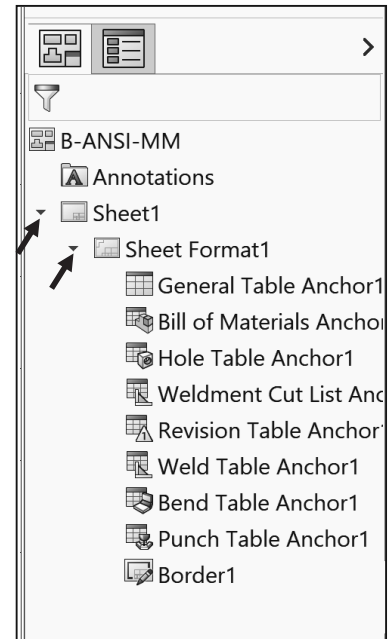 B-ANSI-MM
Annotations
Sheet1
Sheet Format1
General Table Anchor1
Bill of Materials Anchor
Hole Table Anchor1
Weldment Cut List Anc
Revision Table Anchor
Weld Table Anchor1
Bend Table Anchor1
Punch Table Anchor1
Border1